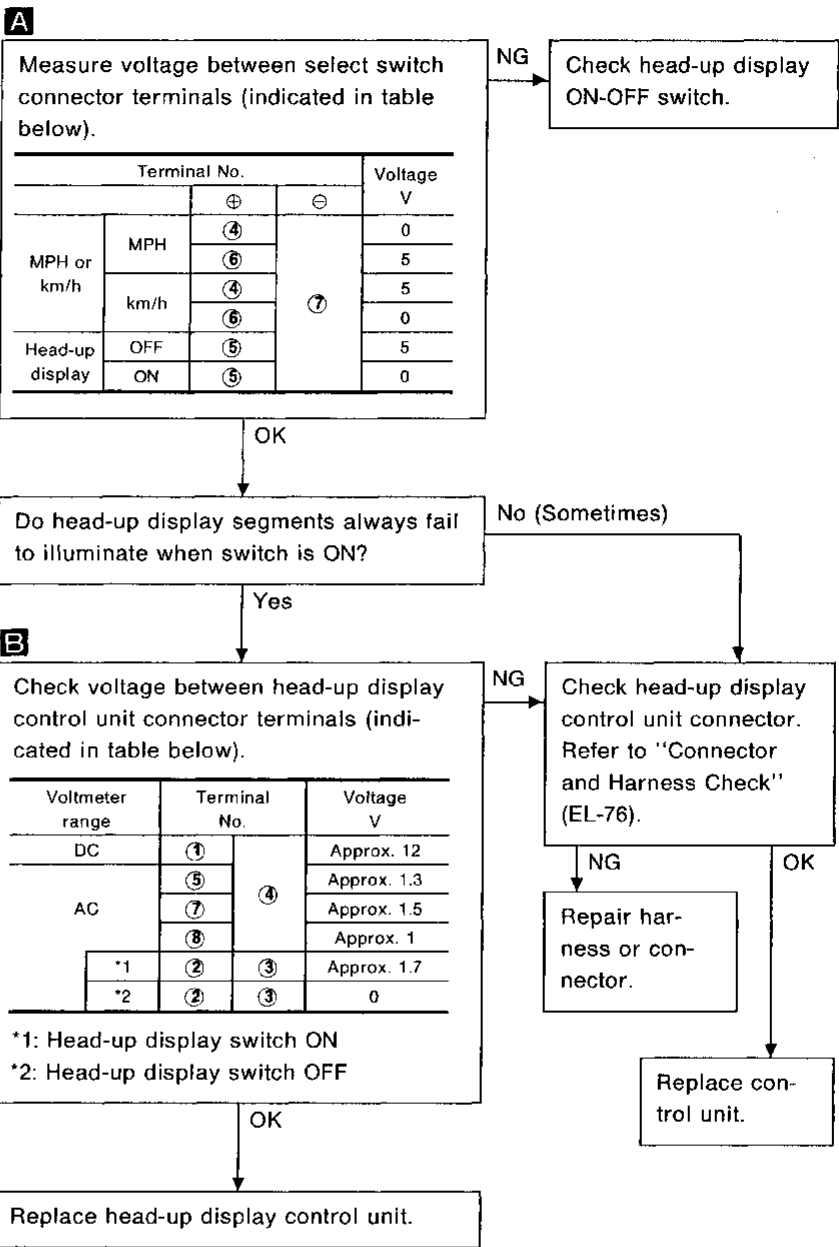 A
Measure voltage between select switch
connector terminals (indicated in table
below).
Terminal No. Voltage
⊕ ⊖ V
MPH or km/h MPH ④ ⑦ 0
⑥ 5
km/h ④ 5
⑥ 0
Head-up display OFF ⑤ 5
ON ⑤ 0
NG
Check head-up display
ON-OFF switch.
OK
Do head-up display segments always fail
to illuminate when switch is ON?
No (Sometimes)
Yes
B
Check voltage between head-up display
control unit connector terminals (indi-
cated in table below).
Voltmeter Terminal Voltage
range No. V
DC ① ④ Approx. 12
AC ⑤ Approx. 1.3
⑦ Approx. 1.5
⑧ Approx. 1
*1 ② ③ Approx. 1.7
*2 ② ③ 0
*1: Head-up display switch ON
*2: Head-up display switch OFF
NG
Check head-up display
control unit connector.
Refer to "Connector
and Harness Check"
(EL-76).
NG
Repair har-
ness or con-
nector.
OK
Replace con-
trol unit.
OK
Replace head-up display control unit.